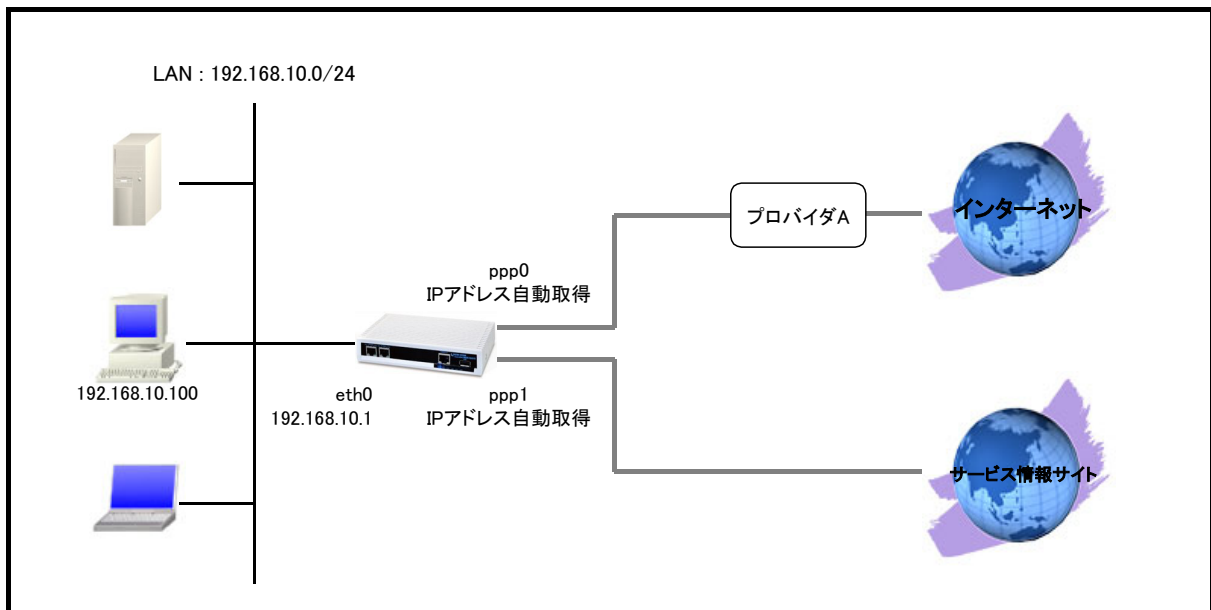 LAN : 192.168.10.0/24
プロバイダA
インターネット
ppp0
IPアドレス自動取得
192.168.10.100
eth0
192.168.10.1
ppp1
IPアドレス自動取得
サービス情報サイト